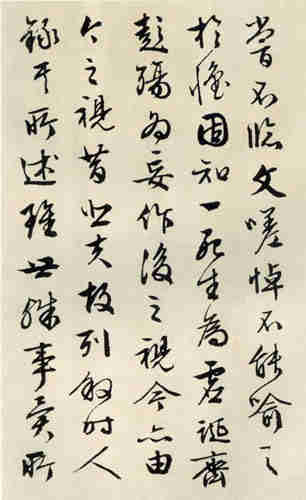 嘗不臨文嗟悼不能喻之
於懷固知一死生為虛誕齊
彭殤為妄作後之視今亦由
今之視昔悲夫故列敘時人
錄其所述雖世殊事異所